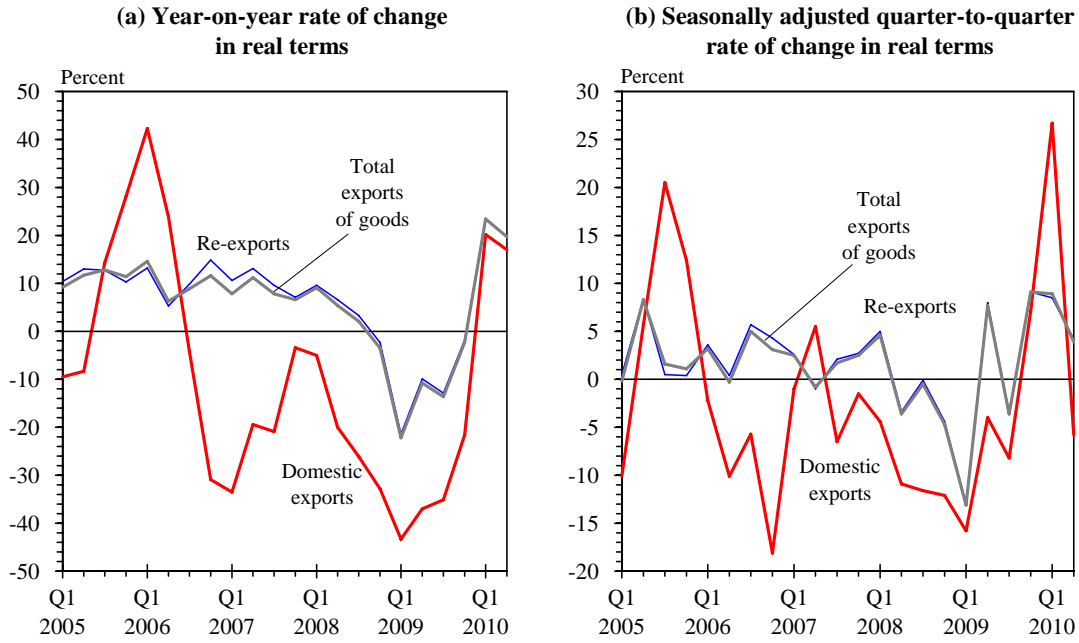 (a) Year-on-year rate of change
in real terms
Percent
50
40
30
20
10
0
-10
-20
-30
-40
-50
Total
exports
of goods
Re-exports
Domestic
exports
Q1 Q1 Q1 Q1 Q1 Q1
2005 2006 2007 2008 2009 2010
(b) Seasonally adjusted quarter-to-quarter
rate of change in real terms
Percent
30
25
20
15
10
5
0
-5
-10
-15
-20
Total
exports
of goods
Re-exports
Domestic
exports
Q1 Q1 Q1 Q1 Q1 Q1
2005 2006 2007 2008 2009 2010